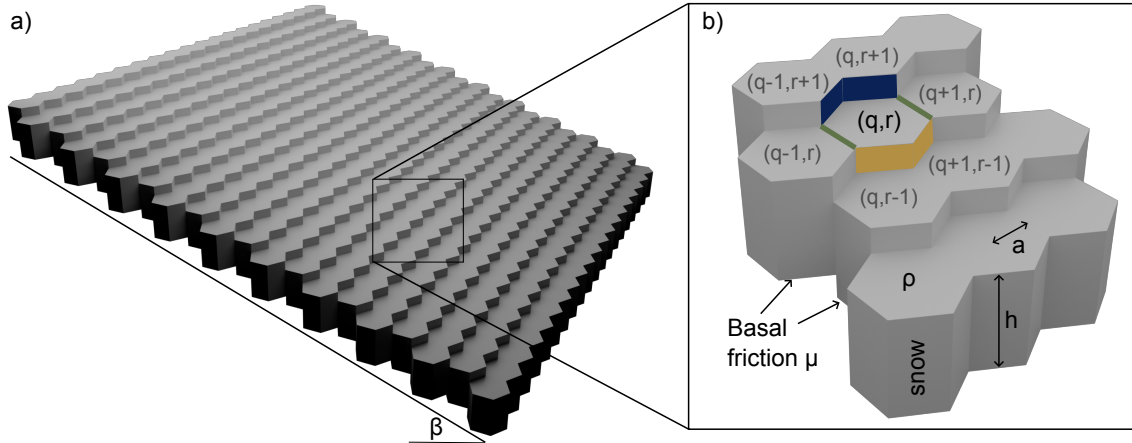 a)
β
b)
(q,r+1)
(q-1,r+1)
(q+1,r)
(q,r)
(q-1,r)
(q+1,r-1)
(q,r-1)
a
ρ
Basal
friction μ
h
snow